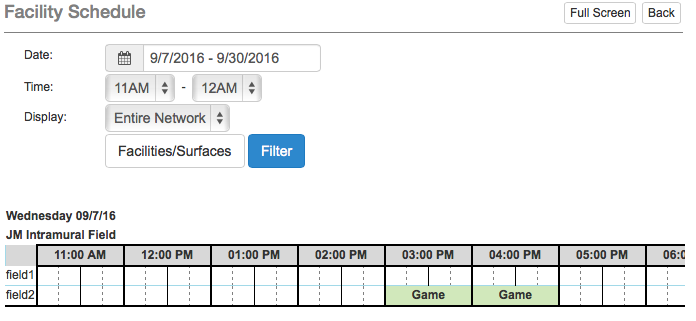 Facility Schedule Full Screen Back
Date: 9/7/2016 - 9/30/2016
Time: 11AM - 12AM
Display: Entire Network
Facilities/Surfaces Filter
Wednesday 09/7/16
JM Intramural Field
11:00 AM 12:00 PM 01:00 PM 02:00 PM 03:00 PM 04:00 PM 05:00 PM 06:0
field1
field2 Game Game